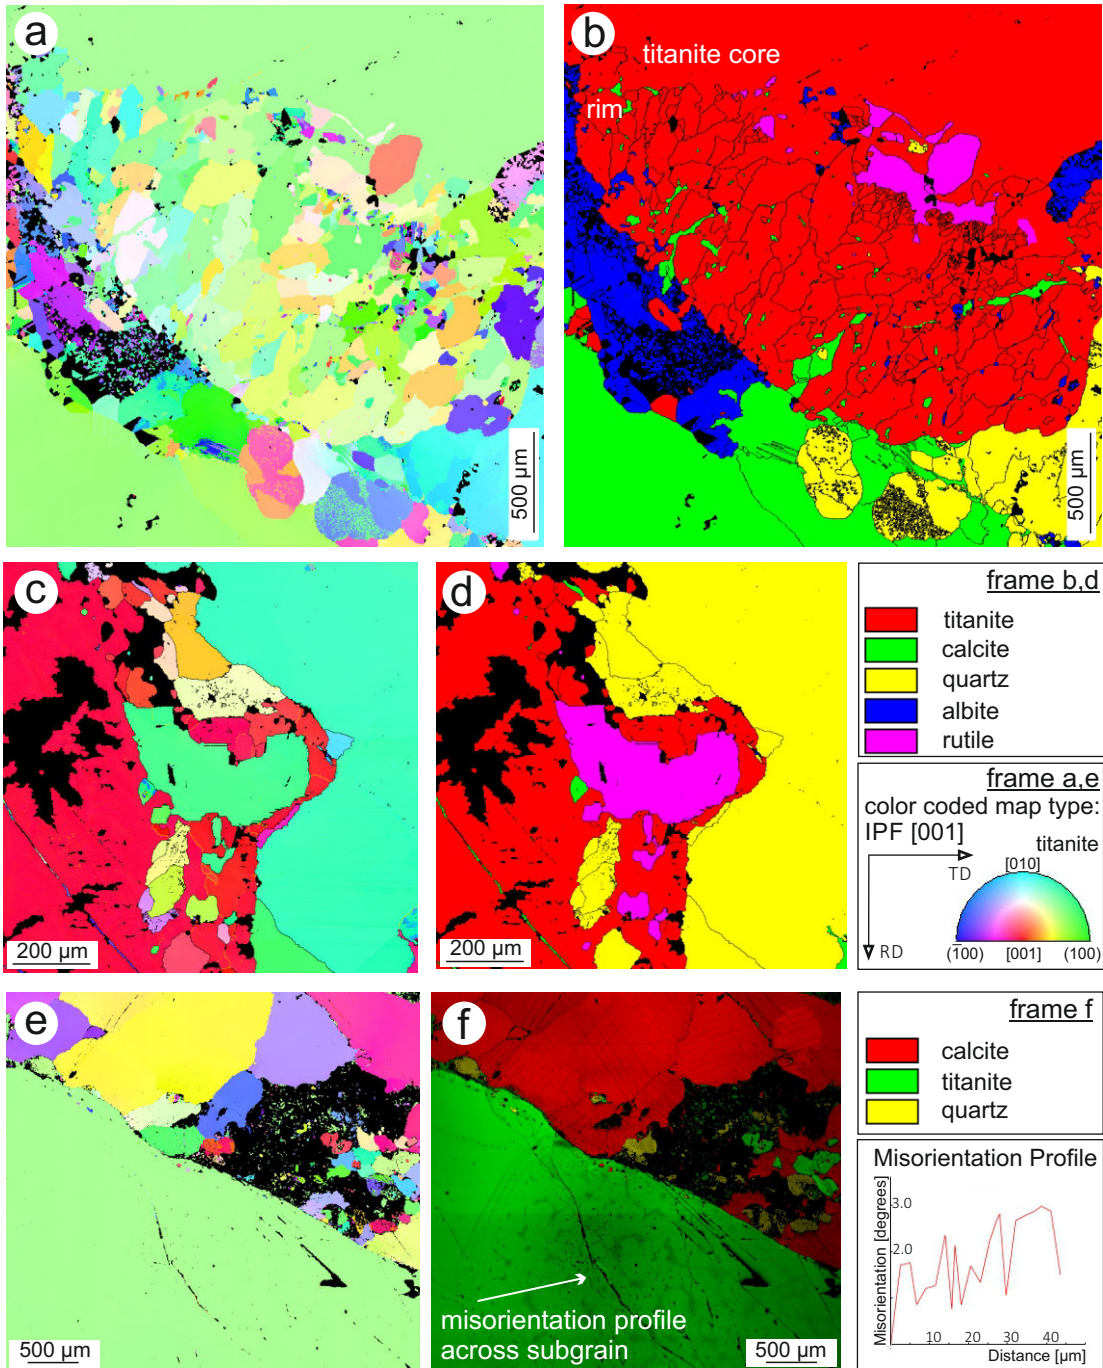 a
b
titanite core
rim
500 µm
500 µm
c
d
200 µm
200 µm
frame b,d
titanite
calcite
quartz
albite
rutile
frame a,e
color coded map type:
IPF [001]
titanite
TD
[010]
RD
(1̄00) [001] (100)
e
f
misorientation profile
across subgrain
500 µm
500 µm
frame f
calcite
titanite
quartz
Misorientation Profile
Misorientation [degrees]
3.0
2.0
10 20 30 40
Distance [µm]